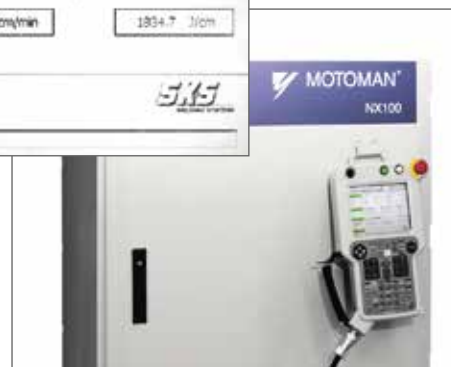 cm/min
1834.7 J/cm
SKS
WELDING SYSTEMS
MOTOMAN
NX100